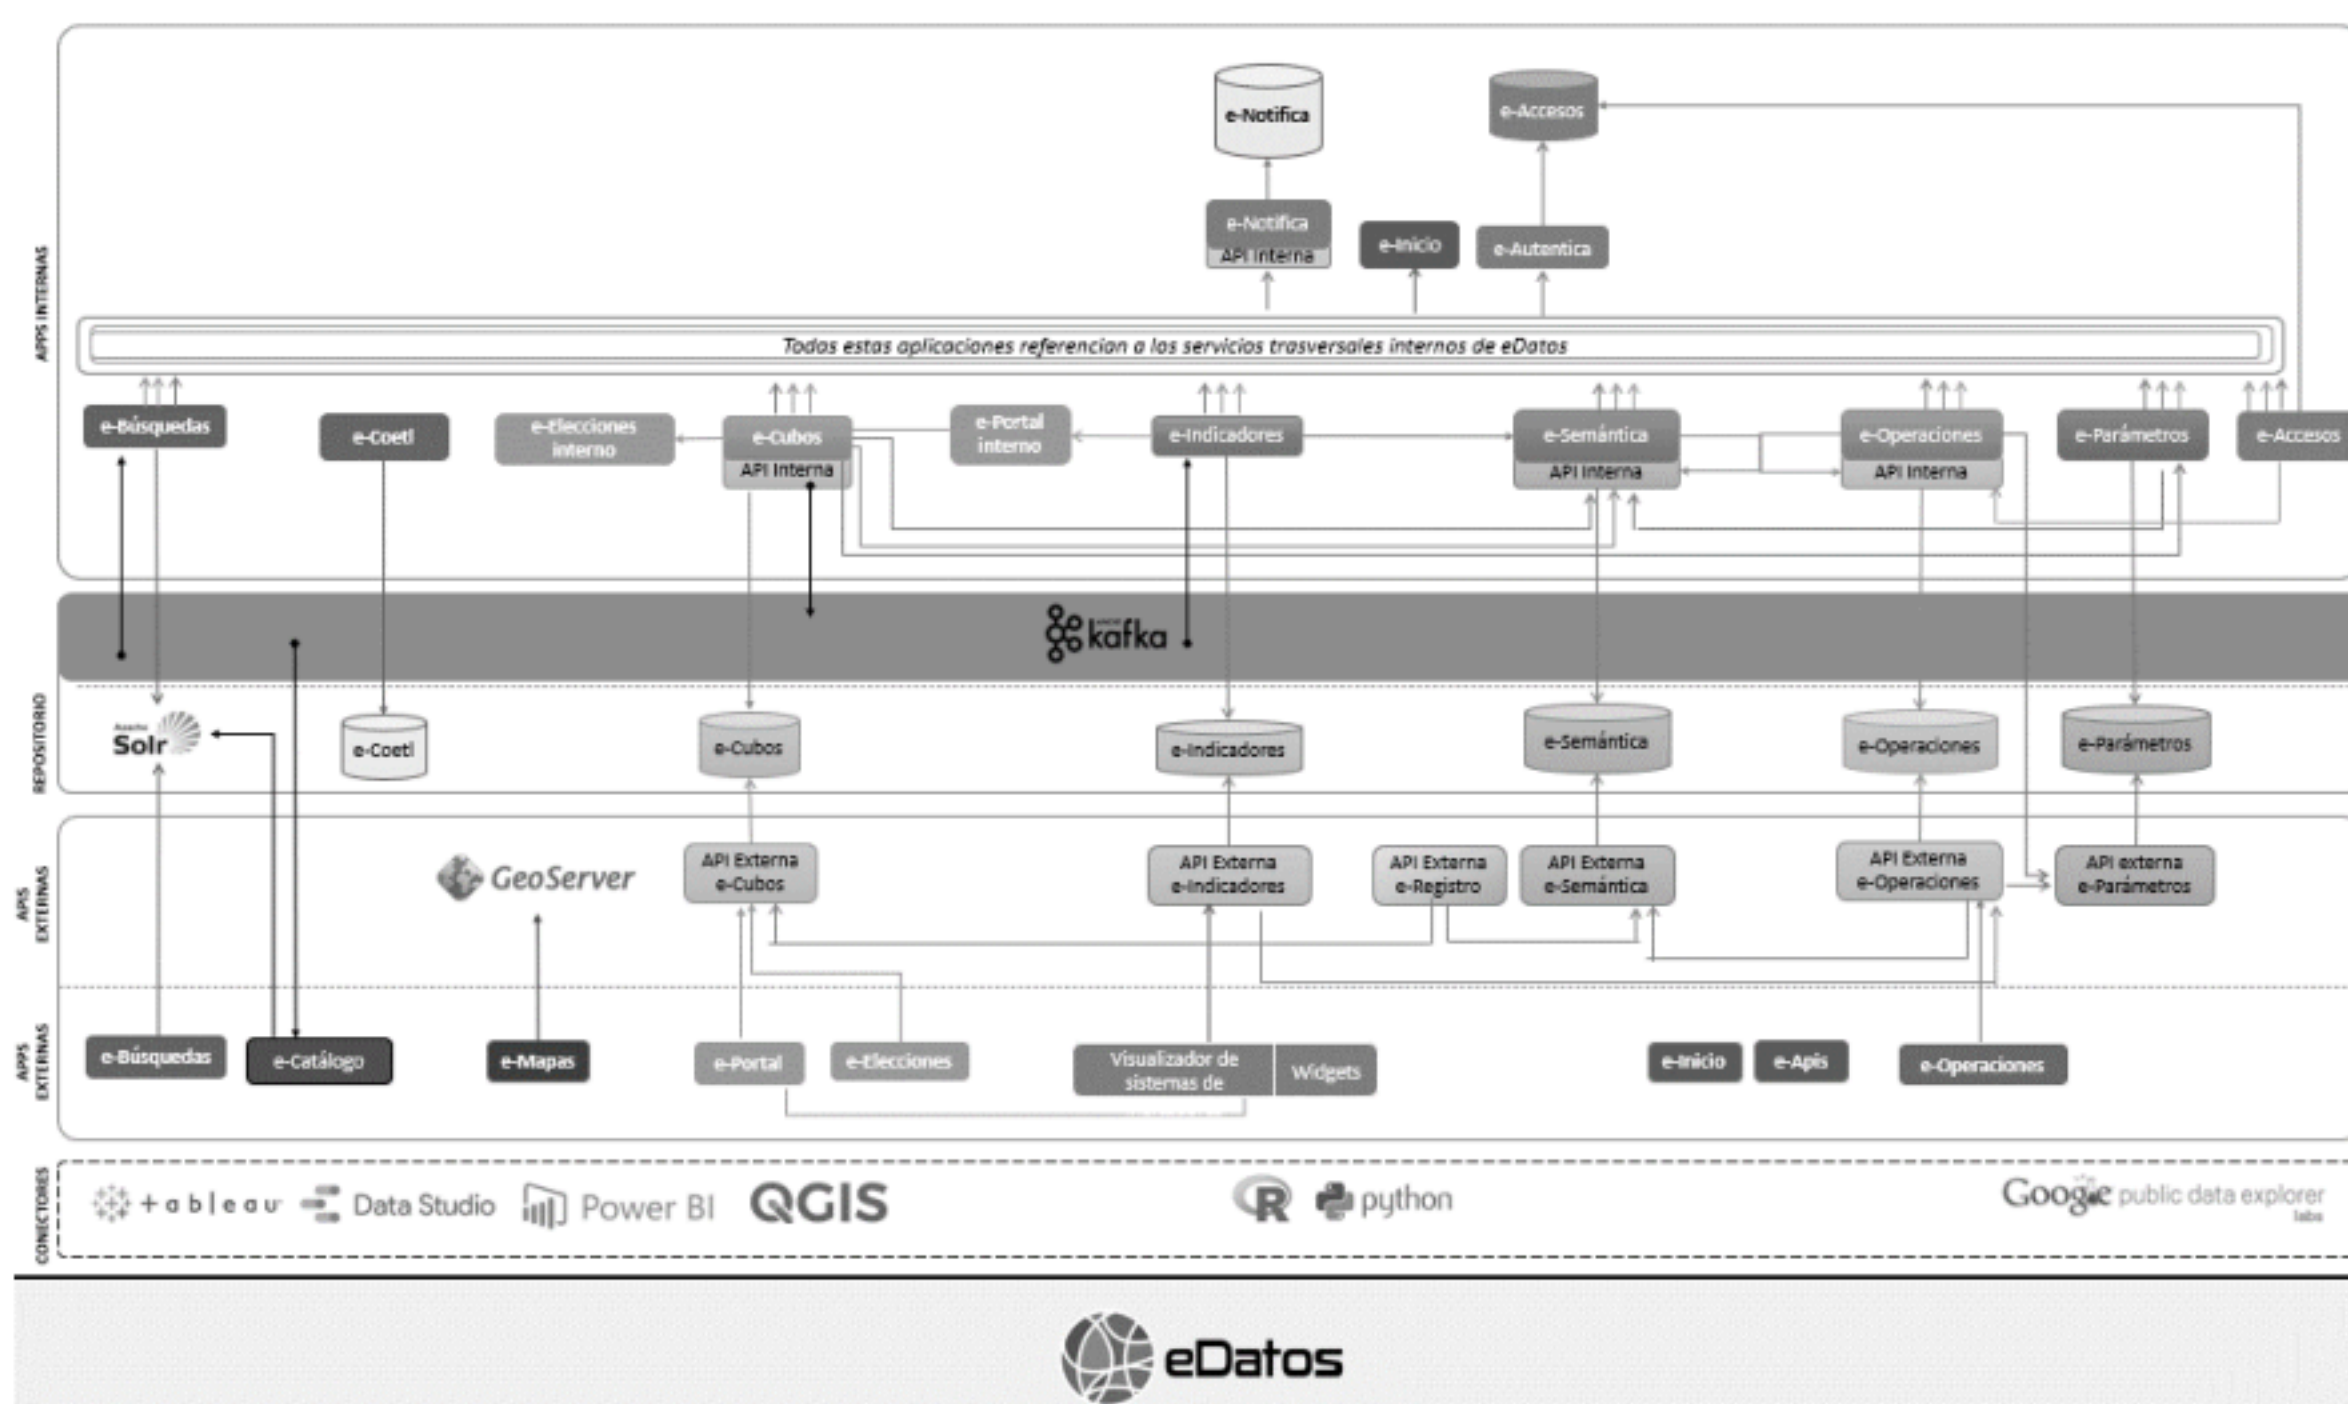 e-Notifica
e-Accesos
e-Notifica
API Interna
e-Inicio
e-Autentica
APPS INTERNAS
Todas estas aplicaciones referencian a los servicios trasversales internos de eDatos
e-Búsquedas
e-Coetl
e-Elecciones
interno
e-Cubos
API Interna
e-Portal
interno
e-Indicadores
e-Semántica
API Interna
e-Operaciones
API Interna
e-Parámetros
e-Accesos
kafka
REPOSITORIO
Apache
Solr
e-Coetl
e-Cubos
e-Indicadores
e-Semántica
e-Operaciones
e-Parámetros
APIS
EXTERNAS
GeoServer
API Externa
e-Cubos
API Externa
e-Indicadores
API Externa
e-Registro
API Externa
e-Semántica
API Externa
e-Operaciones
API externa
e-Parámetros
APPS
EXTERNAS
e-Búsquedas
e-Catálogo
e-Mapas
e-Portal
e-Elecciones
Visualizador de
sistemas de
Widgets
e-Inicio
e-Apis
e-Operaciones
CONECTORES
+ableau
Data Studio
Power BI
QGIS
R
python
Google public data explorer
labs
eDatos